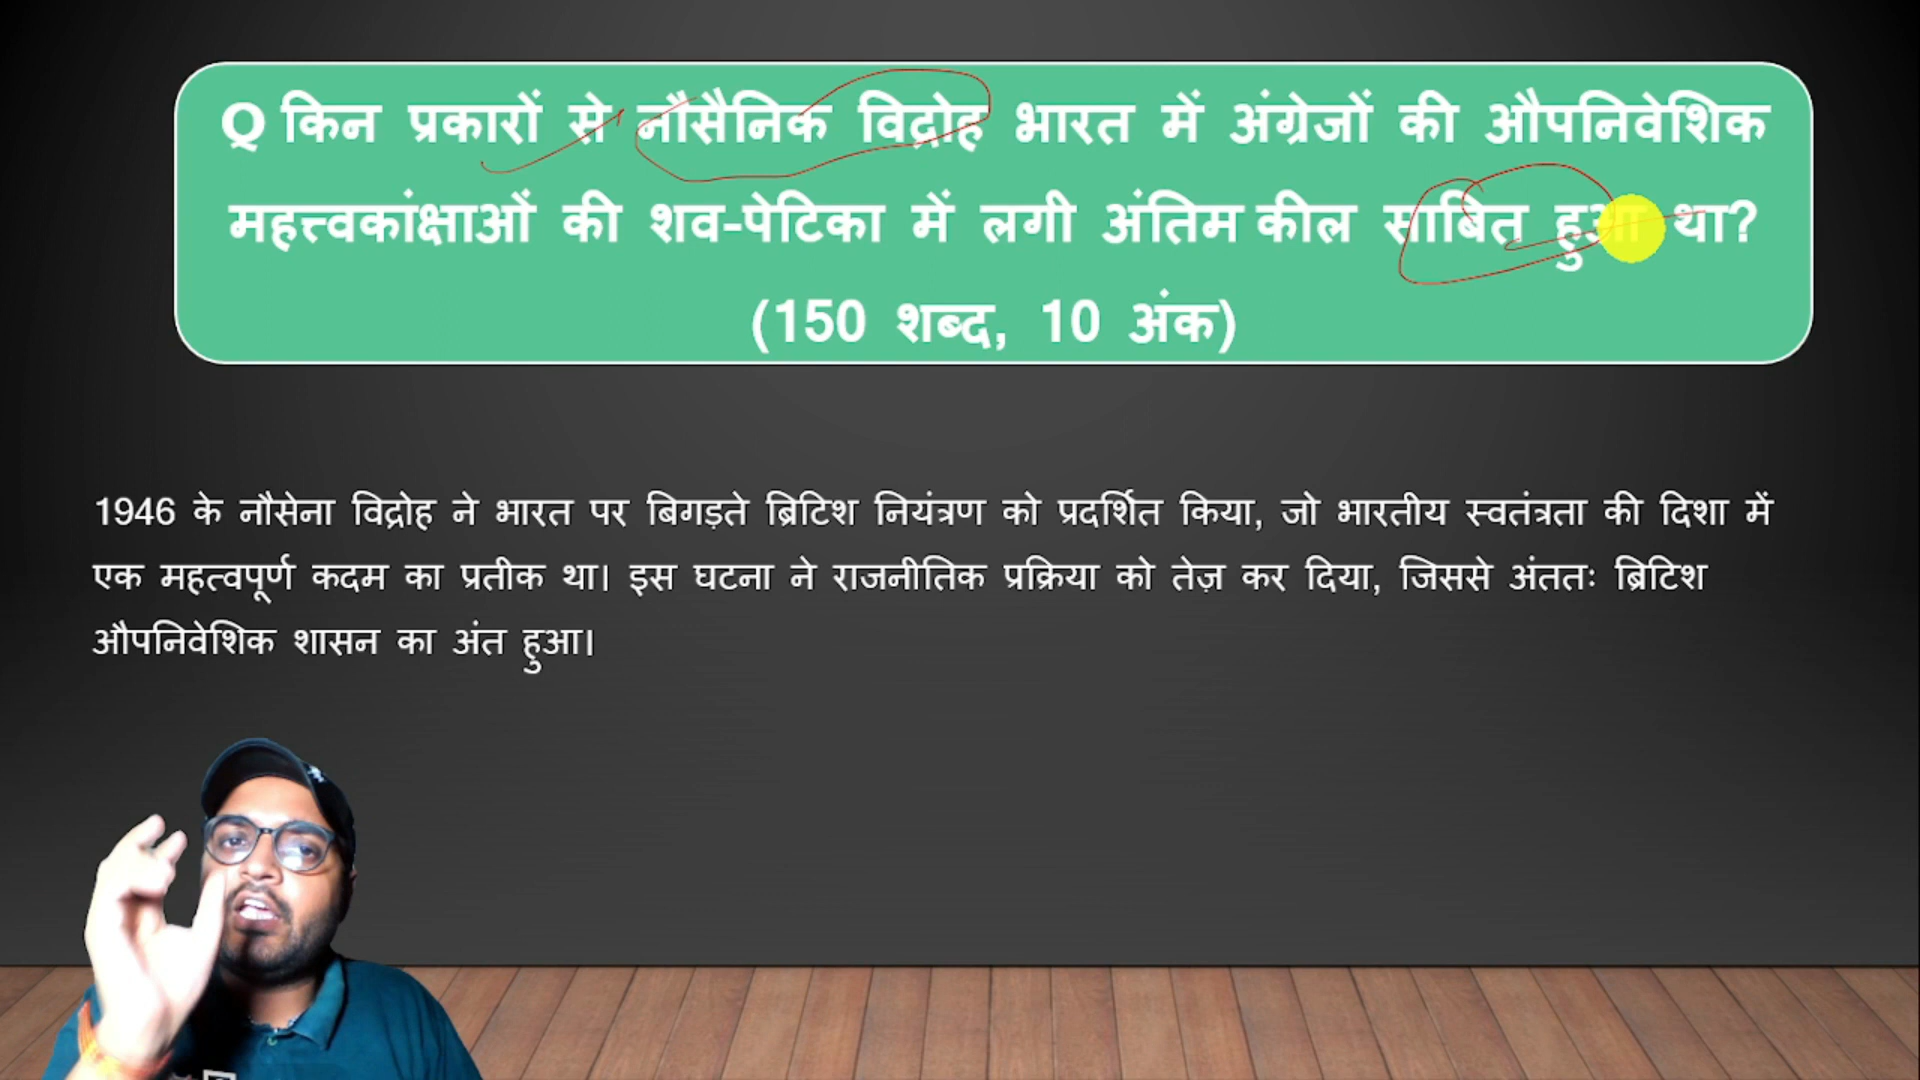 Q किन प्रकारों से नौसैनिक विद्रोह भारत में अंग्रेजों की औपनिवेशिक
महत्त्वकांक्षाओं की शव-पेटिका में लगी अंतिम कील साबित हुआ था?
(150 शब्द, 10 अंक)
1946 के नौसेना विद्रोह ने भारत पर बिगड़ते ब्रिटिश नियंत्रण को प्रदर्शित किया, जो भारतीय स्वतंत्रता की दिशा में
एक महत्वपूर्ण कदम का प्रतीक था। इस घटना ने राजनीतिक प्रक्रिया को तेज़ कर दिया, जिससे अंततः ब्रिटिश
औपनिवेशिक शासन का अंत हुआ।